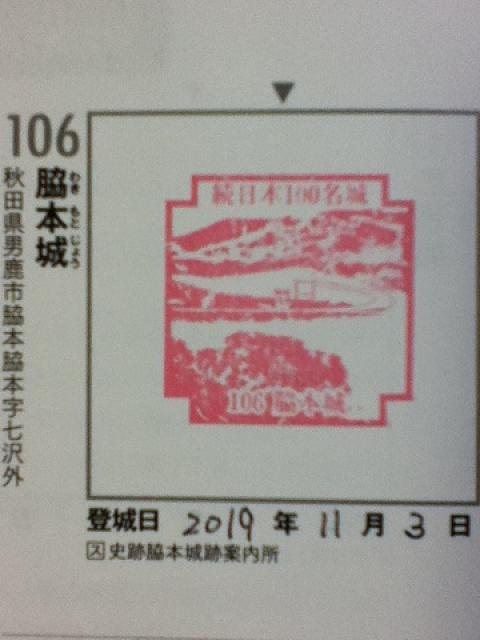 106
脇本城
わき もと じょう
秋田県男鹿市脇本脇本字七沢外
続日本100名城
106 脇本城
登城日 2019 年 11 月 3 日
ス 史跡脇本城跡案内所